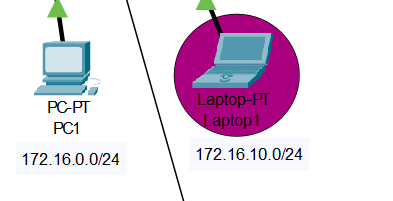 PC-PT
PC1
172.16.0.0/24
Laptop-PT
Laptop1
172.16.10.0/24